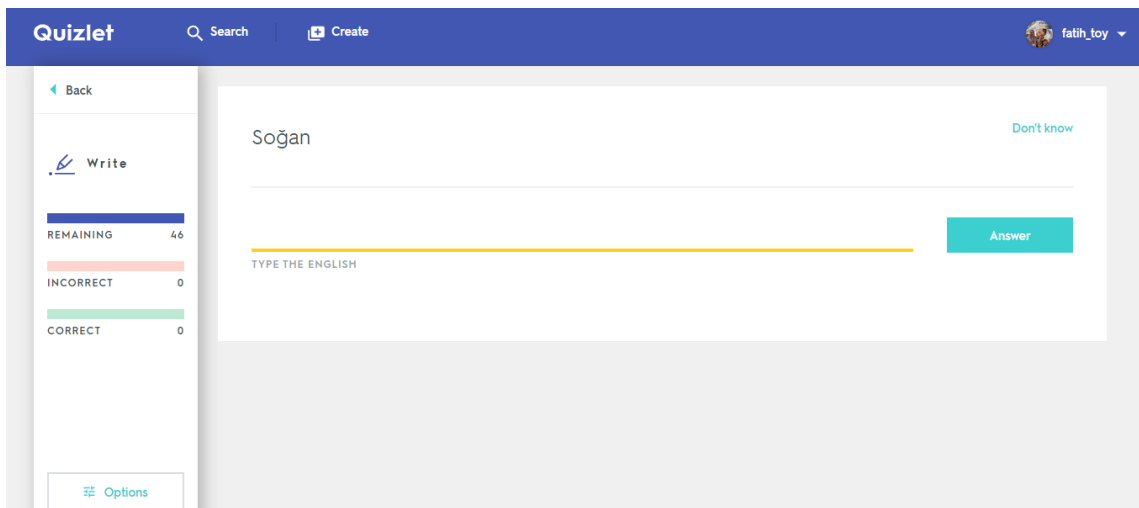 Quizlet
Search
Create
fatih_toy
Back
Write
REMAINING 46
INCORRECT 0
CORRECT 0
Options
Soğan
Don't know
Answer
TYPE THE ENGLISH